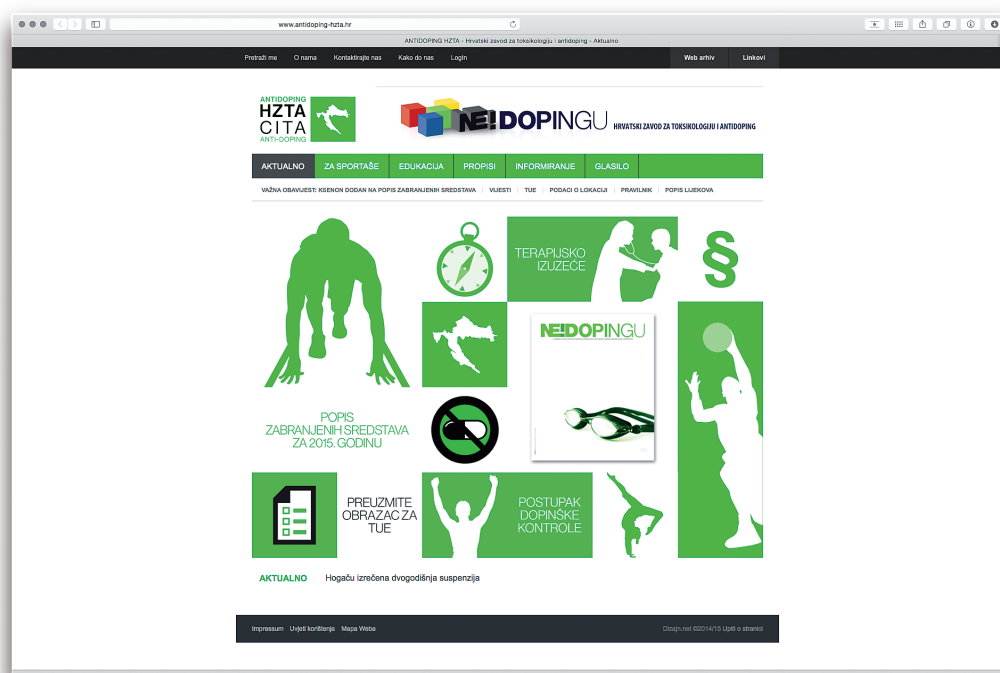 www.antidoping-hzta.hr
ANTIDOPING HZTA - Hrvatski zavod za toksikologiju i antidoping - Aktualno
Pretraži me O nama Kontaktirajte nas Kako do nas Login Web arhiv Linkovi
ANTIDOPING
HZTA
CITA
ANTI-DOPING
NE!DOPINGU HRVATSKI ZAVOD ZA TOKSIKOLOGIJU I ANTIDOPING
AKTUALNO ZA SPORTAŠE EDUKACIJA PROPISI INFORMIRANJE GLASILO
VAŽNA OBAVIJEST: KSENON DODAN NA POPIS ZABRANJENIH SREDSTAVA VIJESTI TUE PODACI O LOKACIJI PRAVILNIK POPIS LIJEKOVA
TERAPIJSKO
IZUZEĆE
§
NE!DOPINGU
POPIS
ZABRANJENIH SREDSTAVA
ZA 2015. GODINU
PREUZMITE
OBRAZAC ZA
TUE
POSTUPAK
DOPINŠKE
KONTROLE
AKTUALNO Hogaču izrečena dvogodišnja suspenzija
Impressum Uvjeti korištenja Mapa Weba Dizajn.net ©2014/15 Upiti o stranici